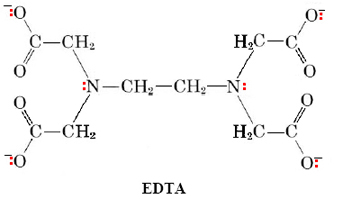 ⁻:O O:⁻
C CH₂ H₂C C
O O
:N—CH₂—CH₂—N:
O O
C CH₂ H₂C C
⁻:O O:⁻
EDTA